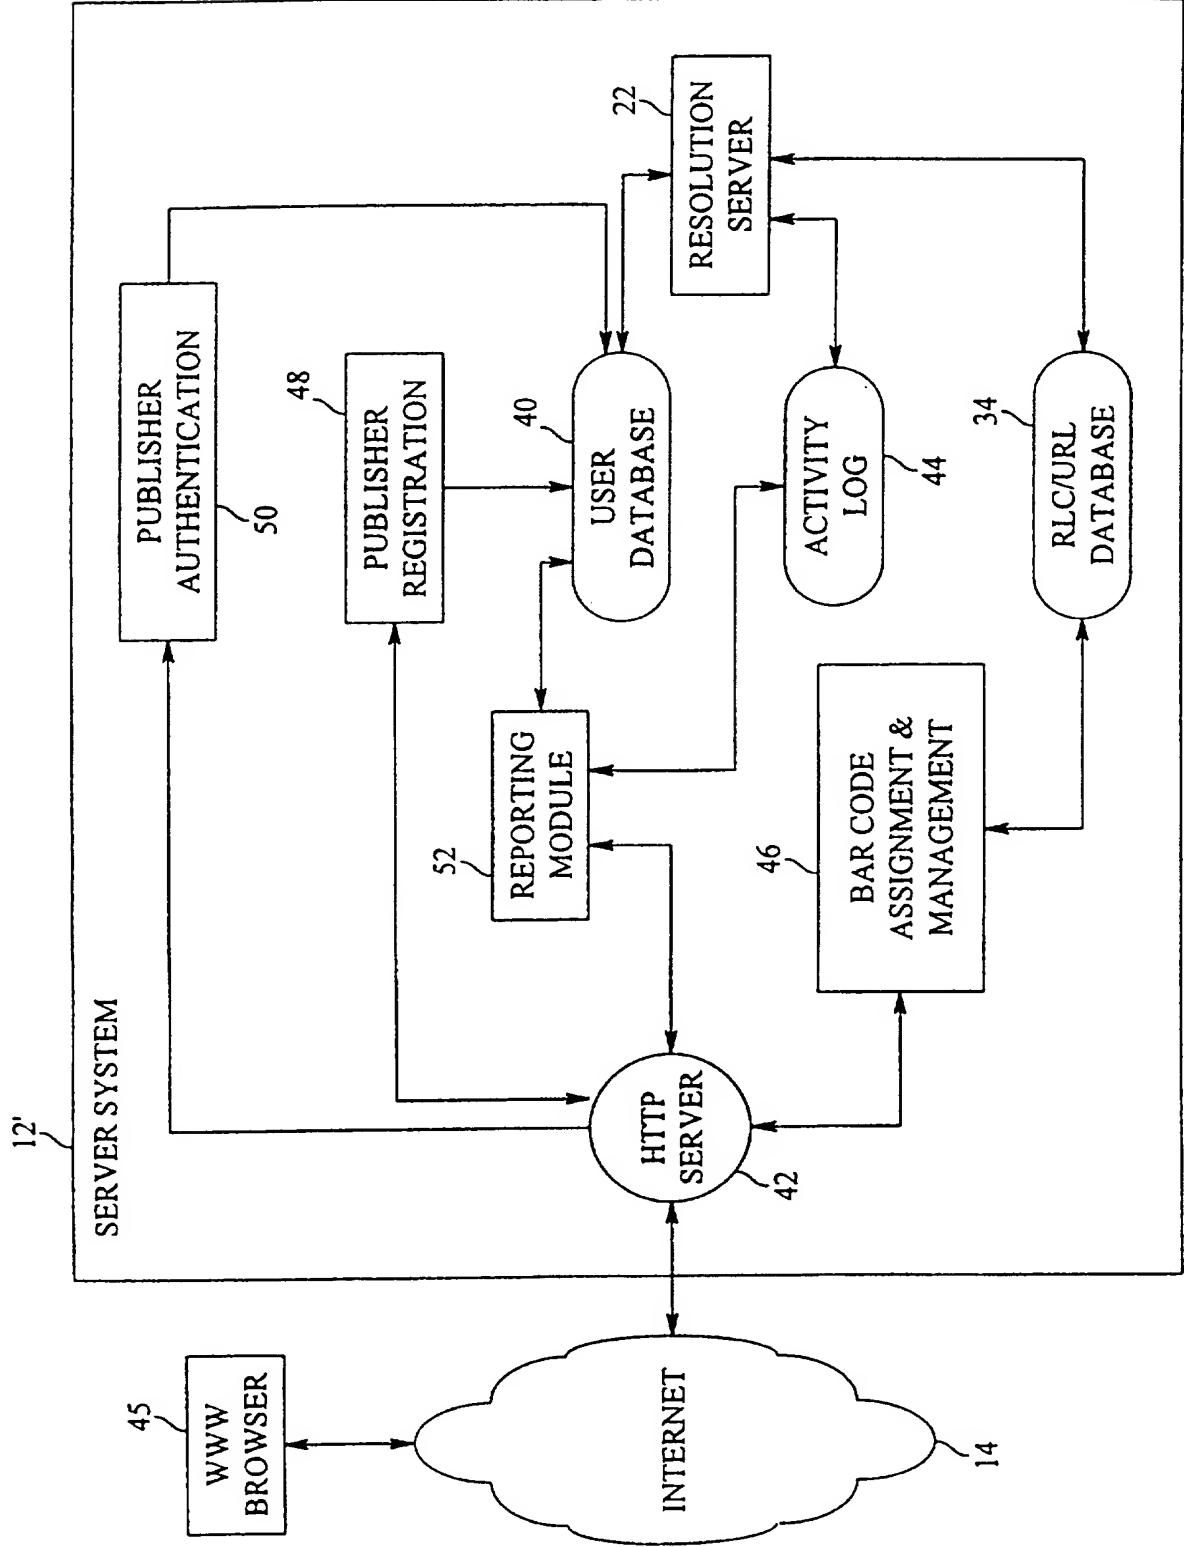 12'
SERVER SYSTEM
45
WWW
BROWSER
INTERNET
14
HTTP
SERVER
42
PUBLISHER
AUTHENTICATION
50
PUBLISHER
REGISTRATION
48
REPORTING
MODULE
52
USER
DATABASE
40
BAR CODE
ASSIGNMENT &
MANAGEMENT
46
ACTIVITY
LOG
44
RESOLUTION
SERVER
22
RLC/URL
DATABASE
34